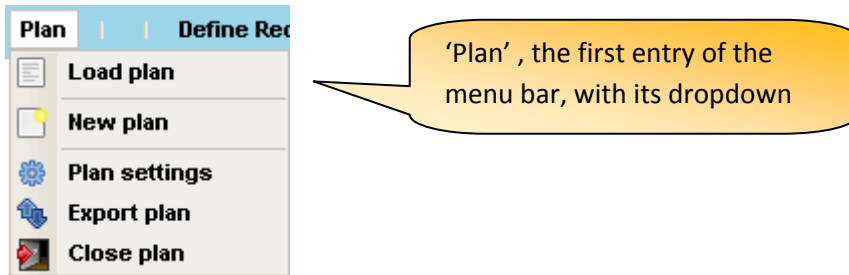 Plan
Define Rec
Load plan
New plan
Plan settings
Export plan
Close plan
‘Plan’ , the first entry of the
menu bar, with its dropdown